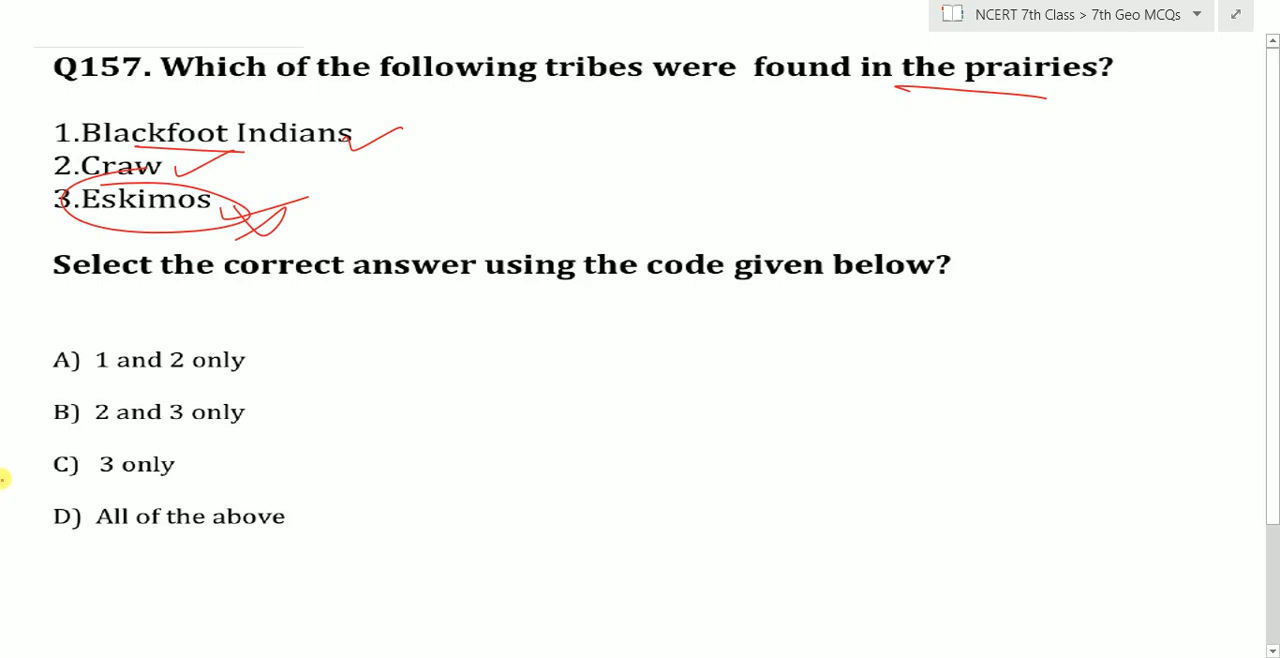 NCERT 7th Class > 7th Geo MCQs
Q157. Which of the following tribes were found in the prairies?
1.Blackfoot Indians
2.Craw
3.Eskimos
Select the correct answer using the code given below?
A) 1 and 2 only
B) 2 and 3 only
C) 3 only
D) All of the above